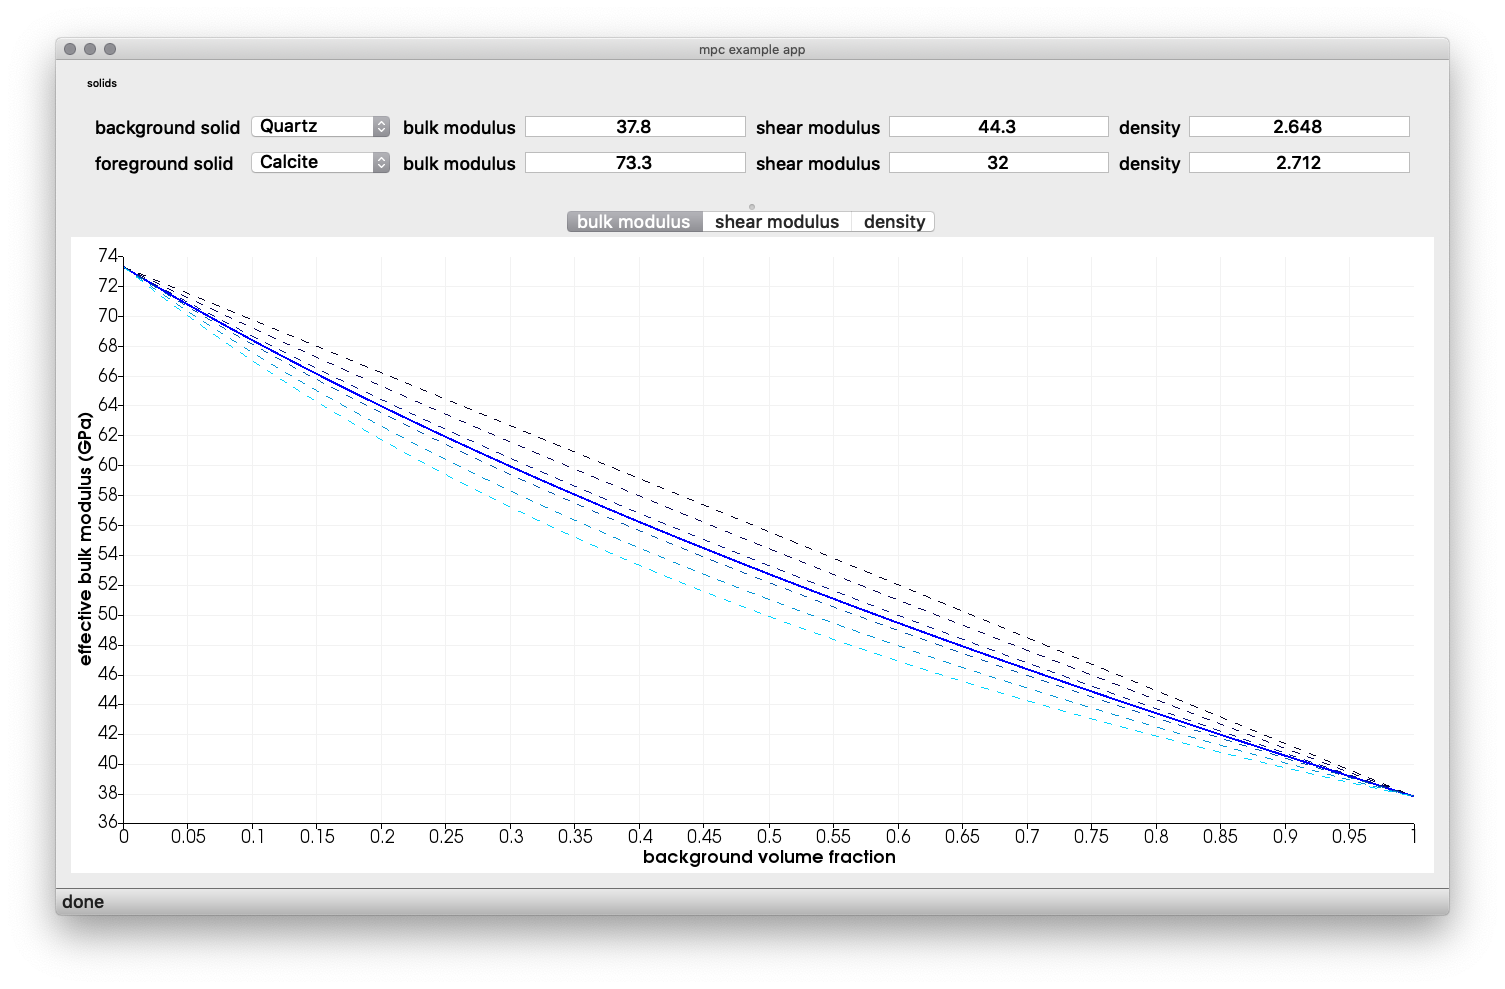 mpc example app
solids
background solid Quartz bulk modulus 37.8 shear modulus 44.3 density 2.648
foreground solid Calcite bulk modulus 73.3 shear modulus 32 density 2.712
bulk modulus shear modulus density
effective bulk modulus (GPa)
74
72
70
68
66
64
62
60
58
56
54
52
50
48
46
44
42
40
38
36
0 0.05 0.1 0.15 0.2 0.25 0.3 0.35 0.4 0.45 0.5 0.55 0.6 0.65 0.7 0.75 0.8 0.85 0.9 0.95 1
background volume fraction
done